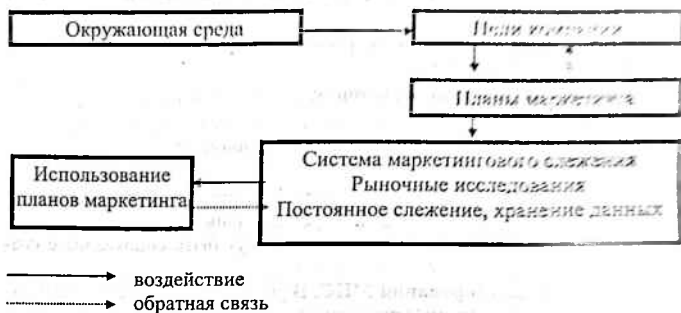 Окружающая среда
Цели компании
Планы маркетинга
Система маркетингового слежения
Рыночные исследования
Постоянное слежение, хранение данных
Использование
планов маркетинга
воздействие
обратная связь